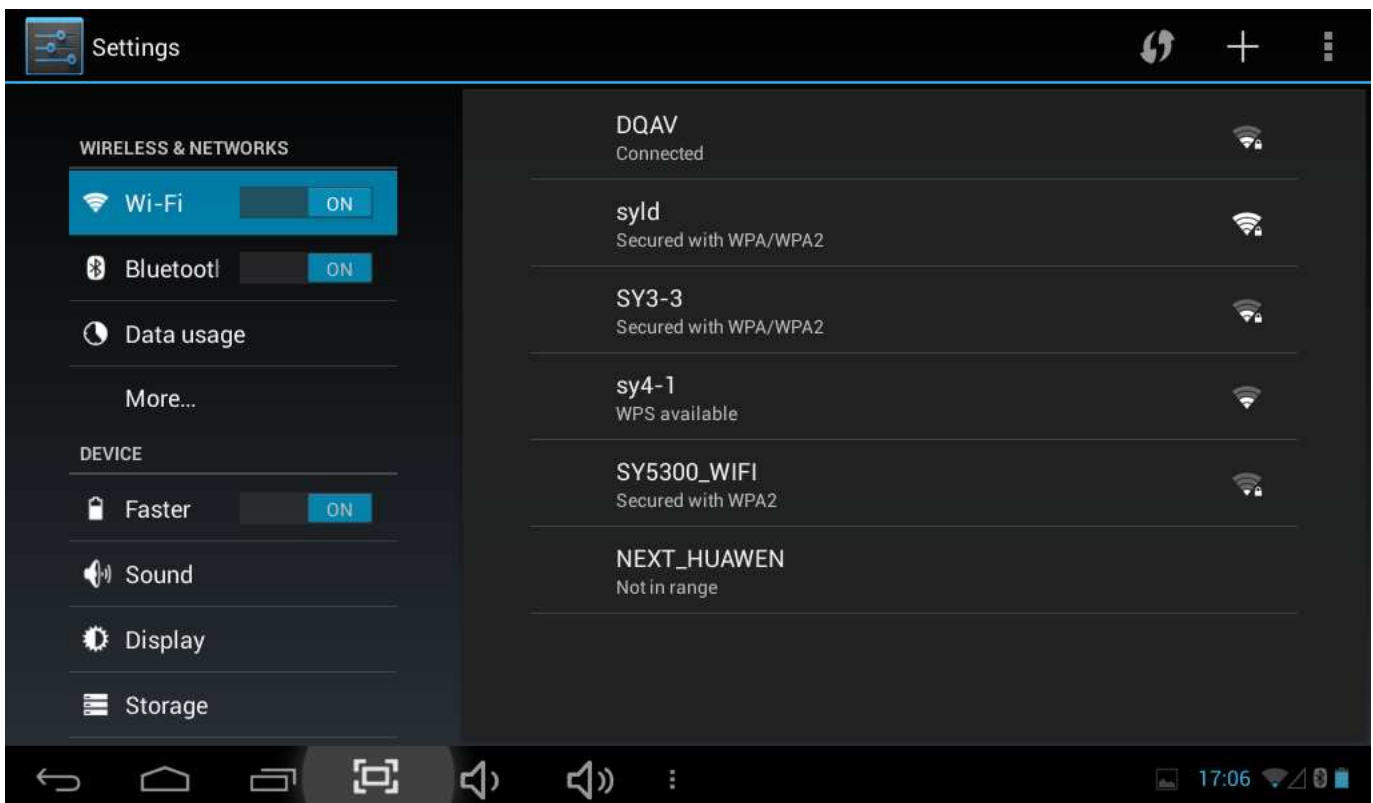 Settings
WIRELESS & NETWORKS
Wi-Fi ON
Bluetootl ON
Data usage
More...
DEVICE
Faster ON
Sound
Display
Storage
DQAV
Connected
syld
Secured with WPA/WPA2
SY3-3
Secured with WPA/WPA2
sy4-1
WPS available
SY5300_WIFI
Secured with WPA2
NEXT_HUAWEN
Not in range
17:06